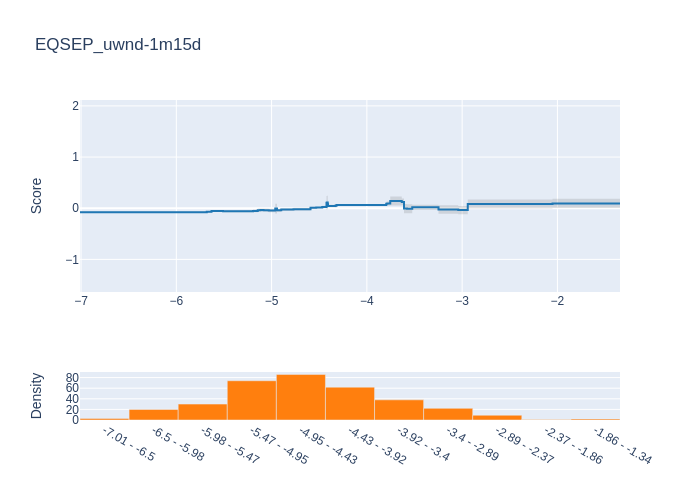 EQSEP_uwnd-1m15d
Score
2
1
0
−1
−7
−6
−5
−4
−3
−2
Density
80
60
40
20
0
-7.01 - -6.5
-6.5 - -5.98
-5.98 - -5.47
-5.47 - -4.95
-4.95 - -4.43
-4.43 - -3.92
-3.92 - -3.4
-3.4 - -2.89
-2.89 - -2.37
-2.37 - -1.86
-1.86 - -1.34